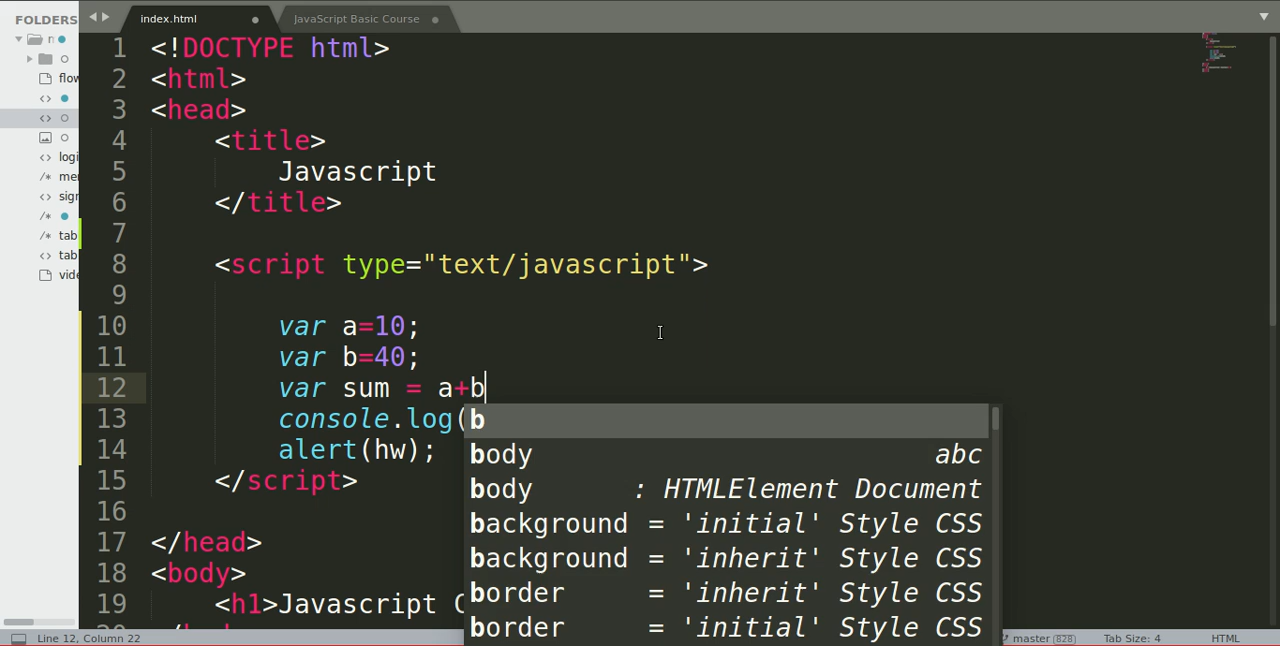 FOLDERS
index.html
JavaScript Basic Course
flow
logi
me
sign
tab
tab
vide
1 <!DOCTYPE html>
2 <html>
3 <head>
4 <title>
5 Javascript
6 </title>
7
8 <script type="text/javascript">
9
10 var a=10;
11 var b=40;
12 var sum = a+b
13 console.log(
14 alert(hw);
15 </script>
16
17 </head>
18 <body>
19 <h1>Javascript
b
body abc
body : HTMLElement Document
background = 'initial' Style CSS
background = 'inherit' Style CSS
border = 'inherit' Style CSS
border = 'initial' Style CSS
Line 12, Column 22
master 828
Tab Size: 4
HTML